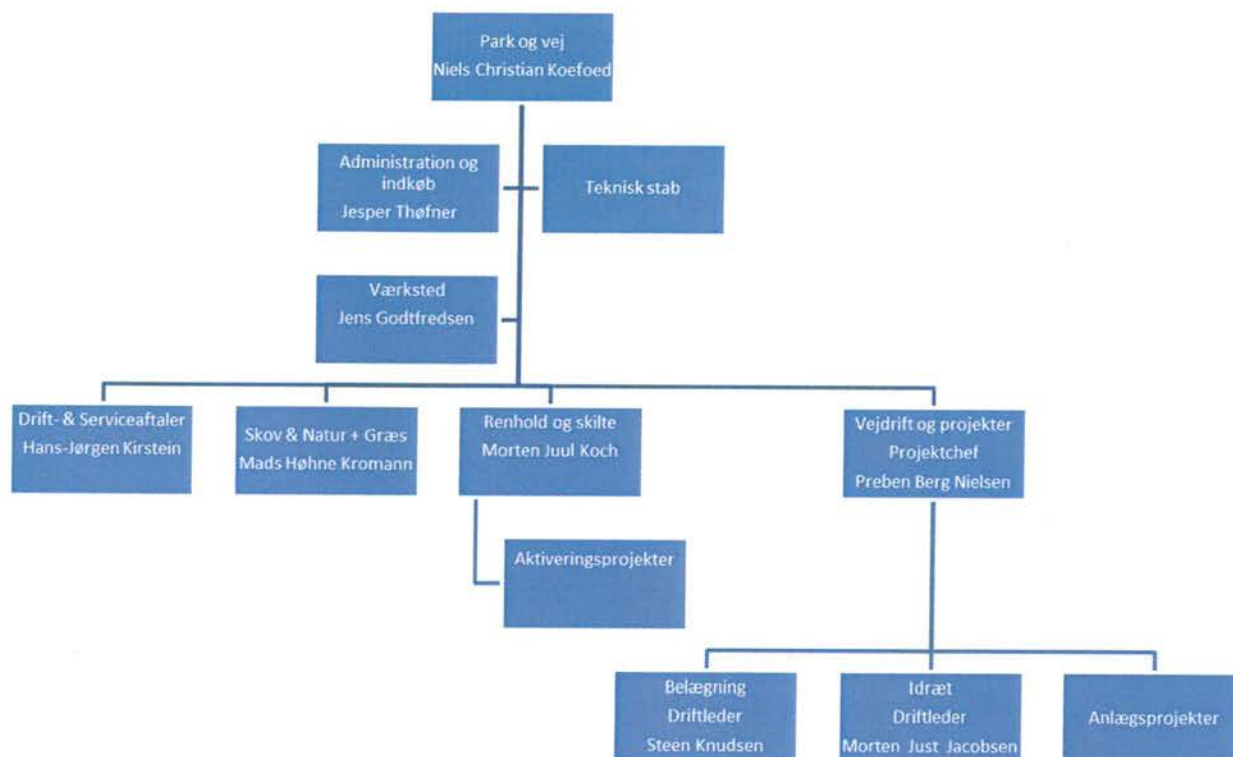 Park og vej
Niels Christian Koefoed
Administration og
indkøb
Jesper Thøfner
Teknisk stab
Værksted
Jens Godtfredsen
Drift- & Serviceaftaler
Hans-Jørgen Kirstein
Skov & Natur + Græs
Mads Høhne Kromann
Renhold og skilte
Morten Juul Koch
Vejdrift og projekter
Projektchef
Preben Berg Nielsen
Aktiveringsprojekter
Belægning
Driftleder
Steen Knudsen
Idræt
Driftleder
Morten Just Jacobsen
Anlægsprojekter